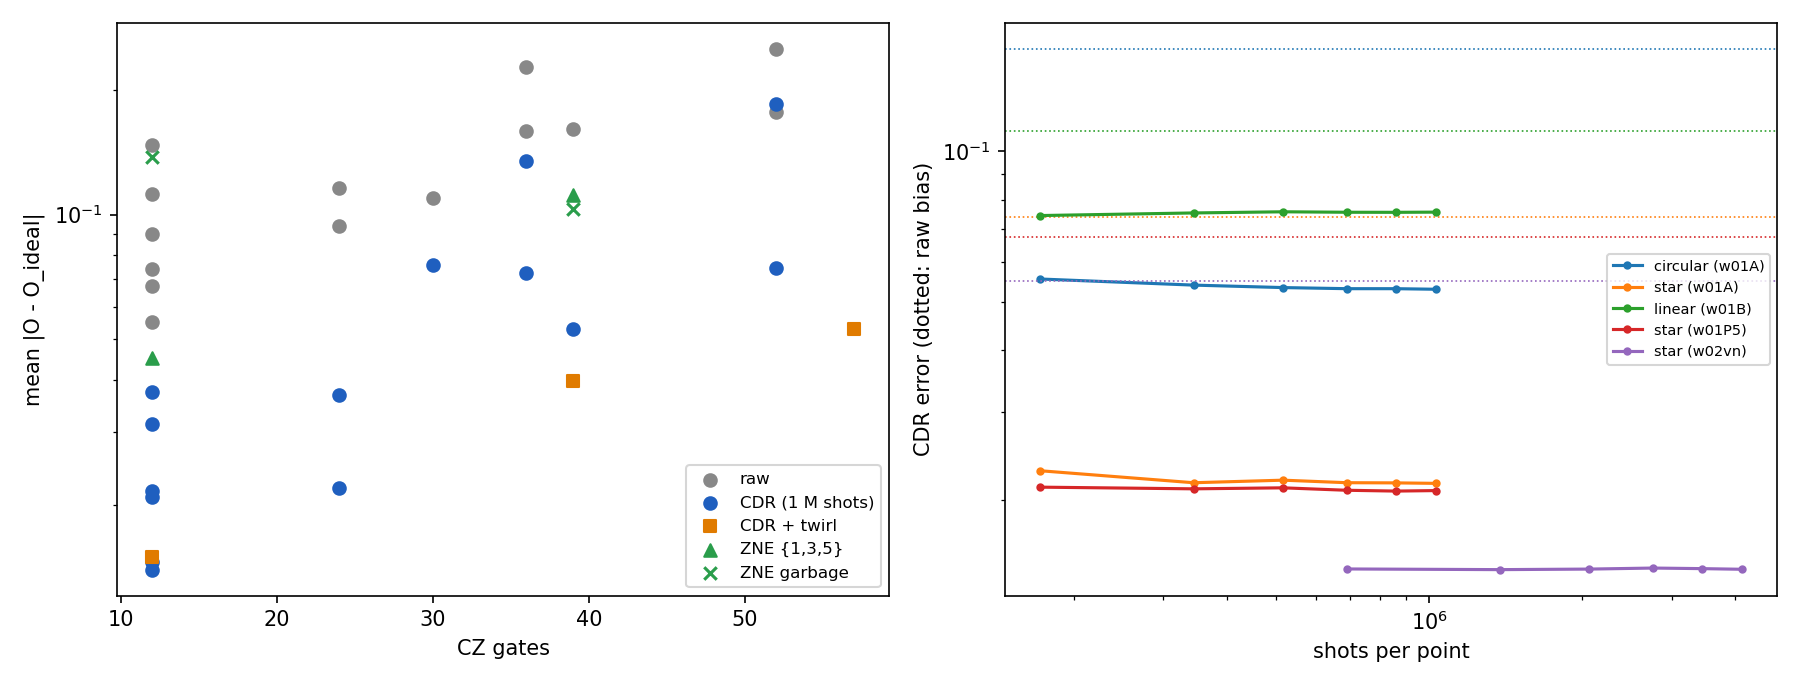 10⁻¹
mean |O - O_ideal|
10
20
30
40
50
CZ gates
raw
CDR (1 M shots)
CDR + twirl
ZNE {1,3,5}
ZNE garbage
10⁻¹
CDR error (dotted: raw bias)
10⁶
shots per point
circular (w01A)
star (w01A)
linear (w01B)
star (w01P5)
star (w02vn)